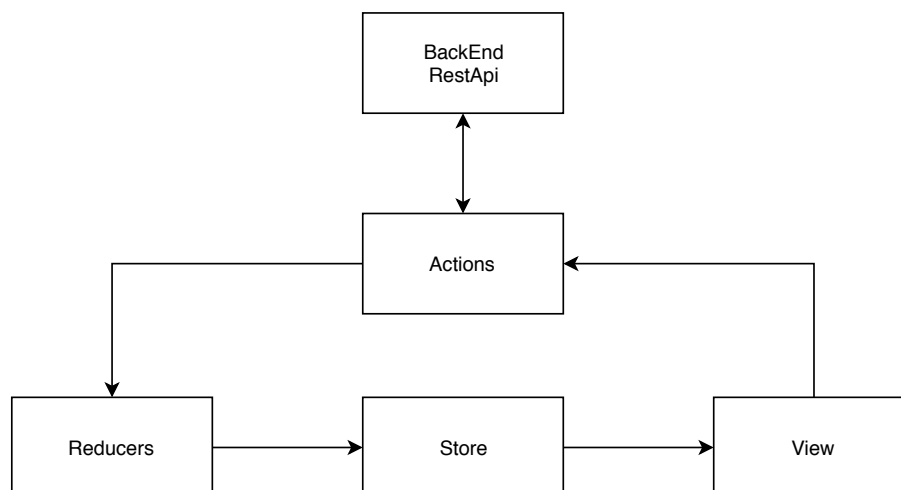 BackEnd
RestApi
Actions
Reducers
Store
View